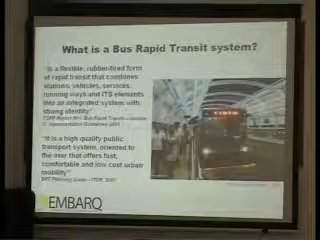 What is a Bus Rapid Transit system?
"Is a flexible, rubber-tired form
of rapid transit that combines
stations, vehicles, services,
running ways and ITS elements
into an integrated system with
strong identity"
"It is a high quality public
transport system, oriented to
the user that offers fast,
comfortable and low cost urban
mobility"
EMBARQ